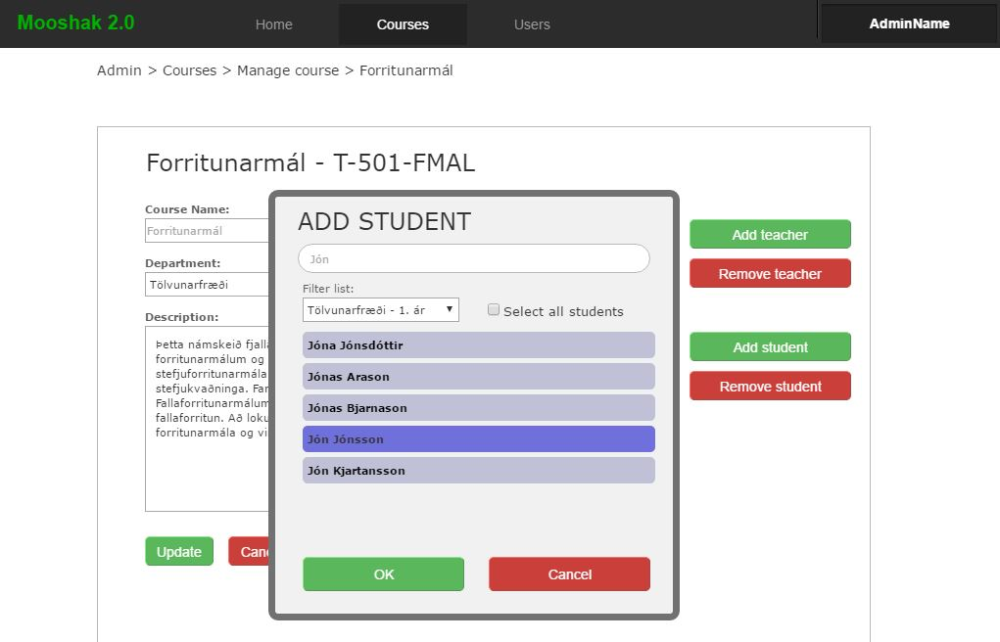 Mooshak 2.0
Home
Courses
Users
AdminName
Admin > Courses > Manage course > Forritunarmál
Forritunarmál - T-501-FMAL
Course Name:
Forritunarmál
Department:
Tölvunarfræði
Description:
Þetta námskeið fjalla
forritunarmálum og
stefjuforritunarmála
stefjukvaðninga. Far
Fallaforritunarmálum
fallaforritun. Að loku
forritunarmála og vi
Update
Canc
ADD STUDENT
Jón
Filter list:
Tölvunarfræði - 1. ár
Select all students
Jóna Jónsdóttir
Jónas Arason
Jónas Bjarnason
Jón Jónsson
Jón Kjartansson
OK
Cancel
Add teacher
Remove teacher
Add student
Remove student